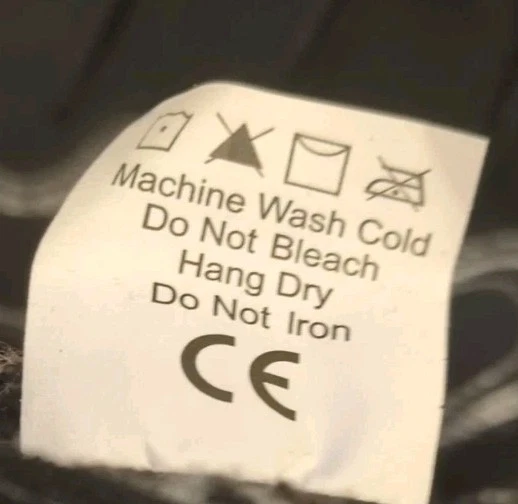 Machine Wash Cold
Do Not Bleach
Hang Dry
Do Not Iron
CE